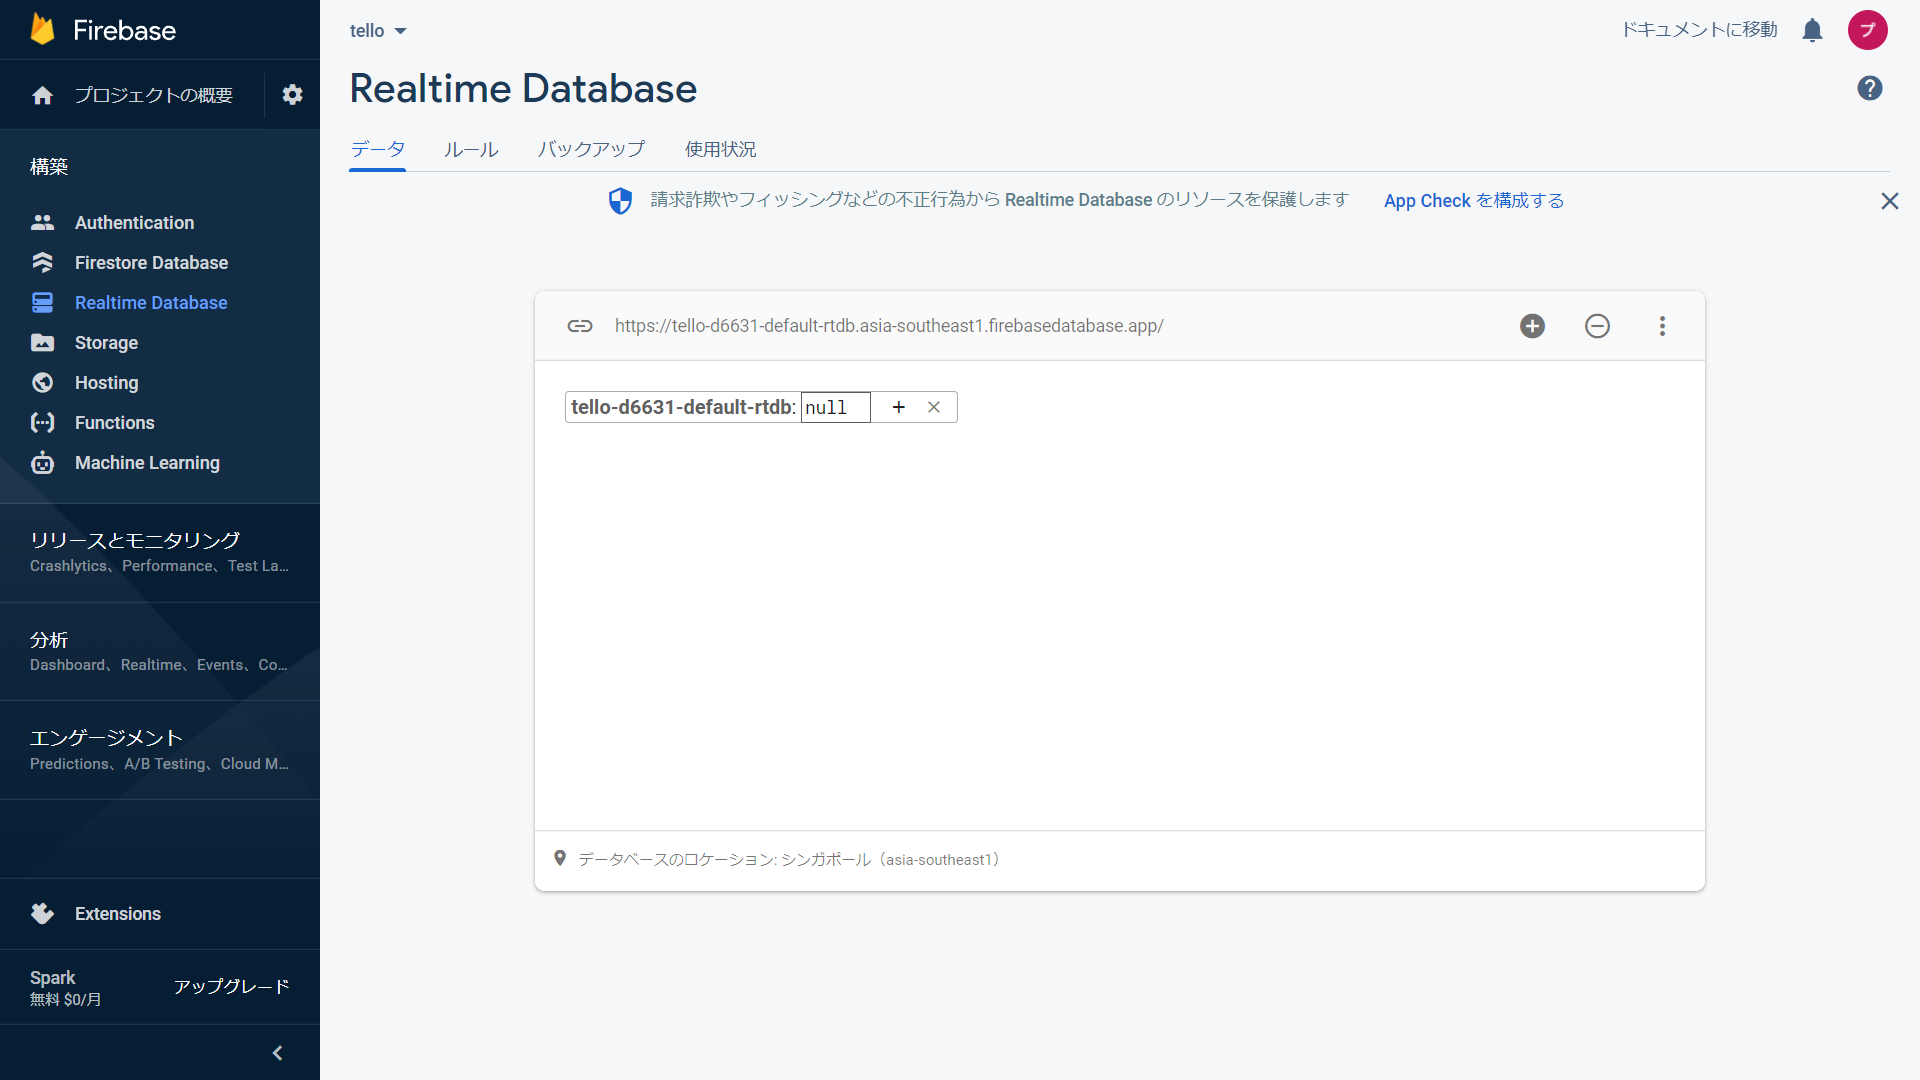 Firebase
プロジェクトの概要
構築
Authentication
Firestore Database
Realtime Database
Storage
Hosting
Functions
Machine Learning
リリースとモニタリング
Crashlytics、Performance、Test La...
分析
Dashboard、Realtime、Events、Co...
エンゲージメント
Predictions、A/B Testing、Cloud M...
Extensions
Spark
無料 $0/月
アップグレード
tello
ドキュメントに移動
プ
Realtime Database
データ ルール バックアップ 使用状況
請求詐欺やフィッシングなどの不正行為から Realtime Database のリソースを保護します App Check を構成する
https://tello-d6631-default-rtdb.asia-southeast1.firebasedatabase.app/
tello-d6631-default-rtdb: null
データベースのロケーション: シンガポール（asia-southeast1）